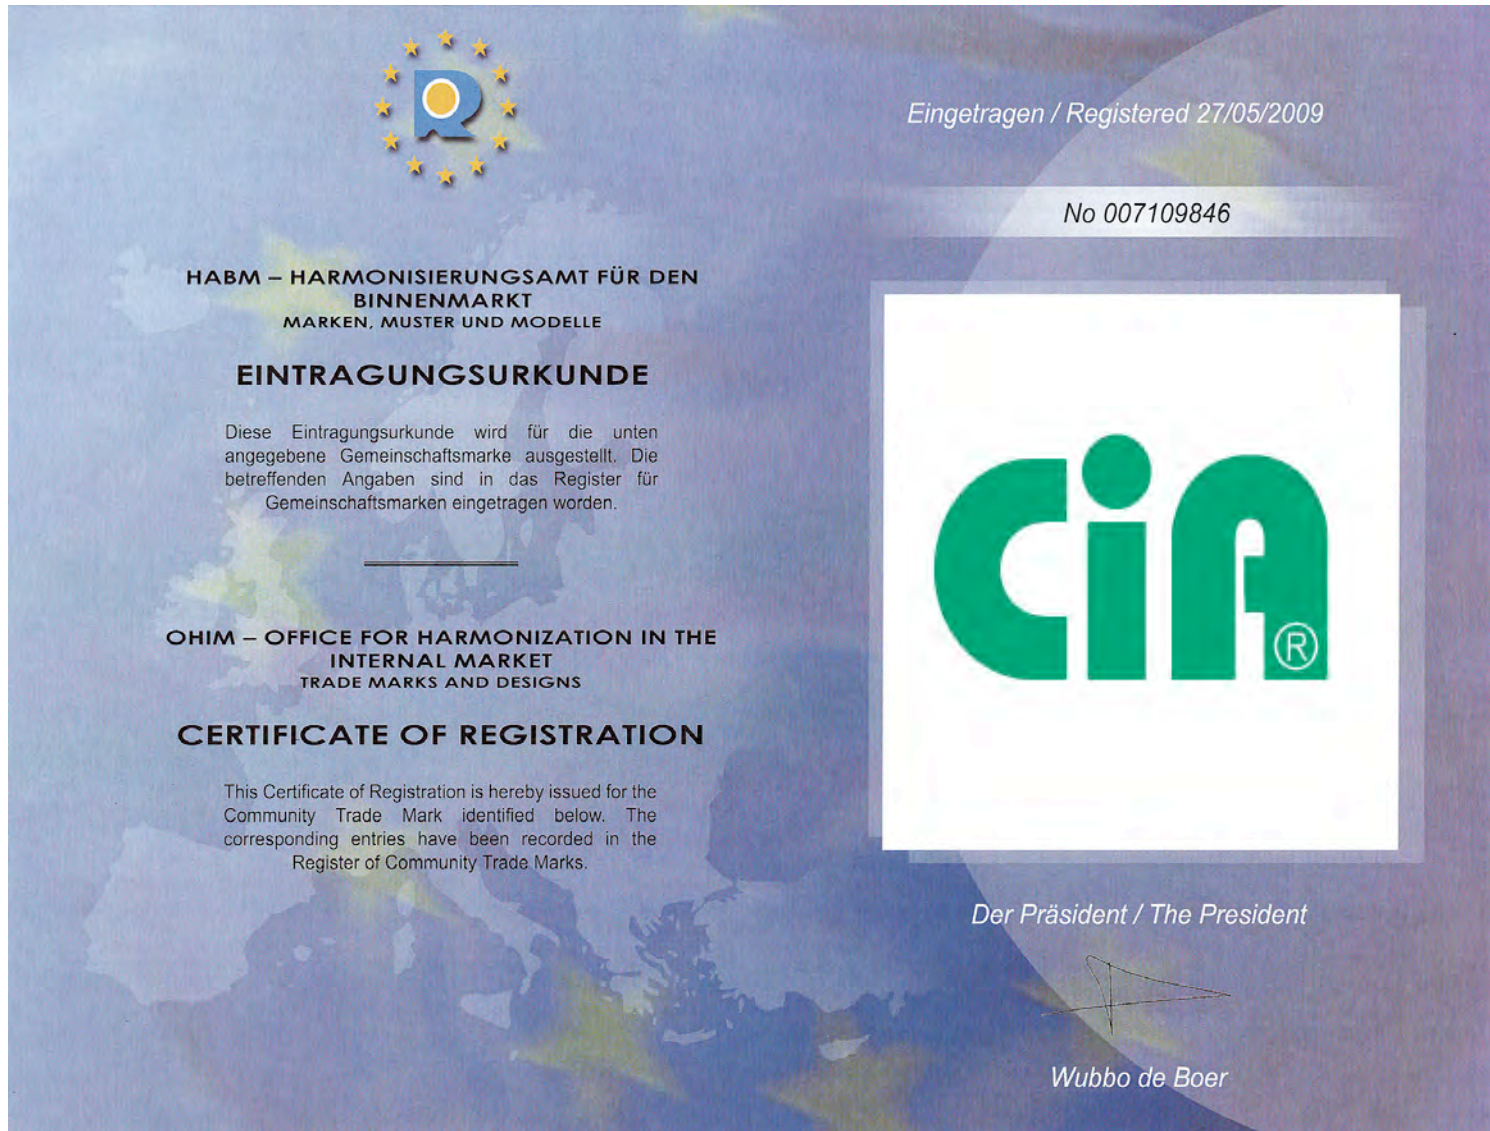 HABM – HARMONISIERUNGSAMT FÜR DEN
BINNENMARKT
MARKEN, MUSTER UND MODELLE
EINTRAGUNGSURKUNDE
Diese Eintragungsurkunde wird für die unten
angegebene Gemeinschaftsmarke ausgestellt. Die
betreffenden Angaben sind in das Register für
Gemeinschaftsmarken eingetragen worden.
OHIM – OFFICE FOR HARMONIZATION IN THE
INTERNAL MARKET
TRADE MARKS AND DESIGNS
CERTIFICATE OF REGISTRATION
This Certificate of Registration is hereby issued for the
Community Trade Mark identified below. The
corresponding entries have been recorded in the
Register of Community Trade Marks.
Eingetragen / Registered 27/05/2009
No 007109846
CiA®
Der Präsident / The President
Wubbo de Boer